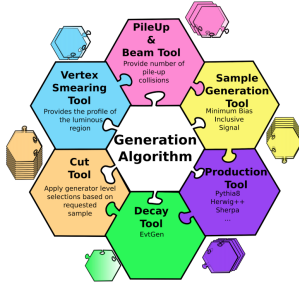 PileUp
&
Beam Tool
Provide number of
pile-up
collisions
Vertex
Smearing
Tool
Provides the profile of
the luminous
region
Sample
Generation
Tool
Minimum Bias
Inclusive
Signal
Generation
Algorithm
Cut
Tool
Apply generator level
selections based on
requested
sample
Production
Tool
Pythia8
Herwig++
Sherpa
...
Decay
Tool
EvtGen